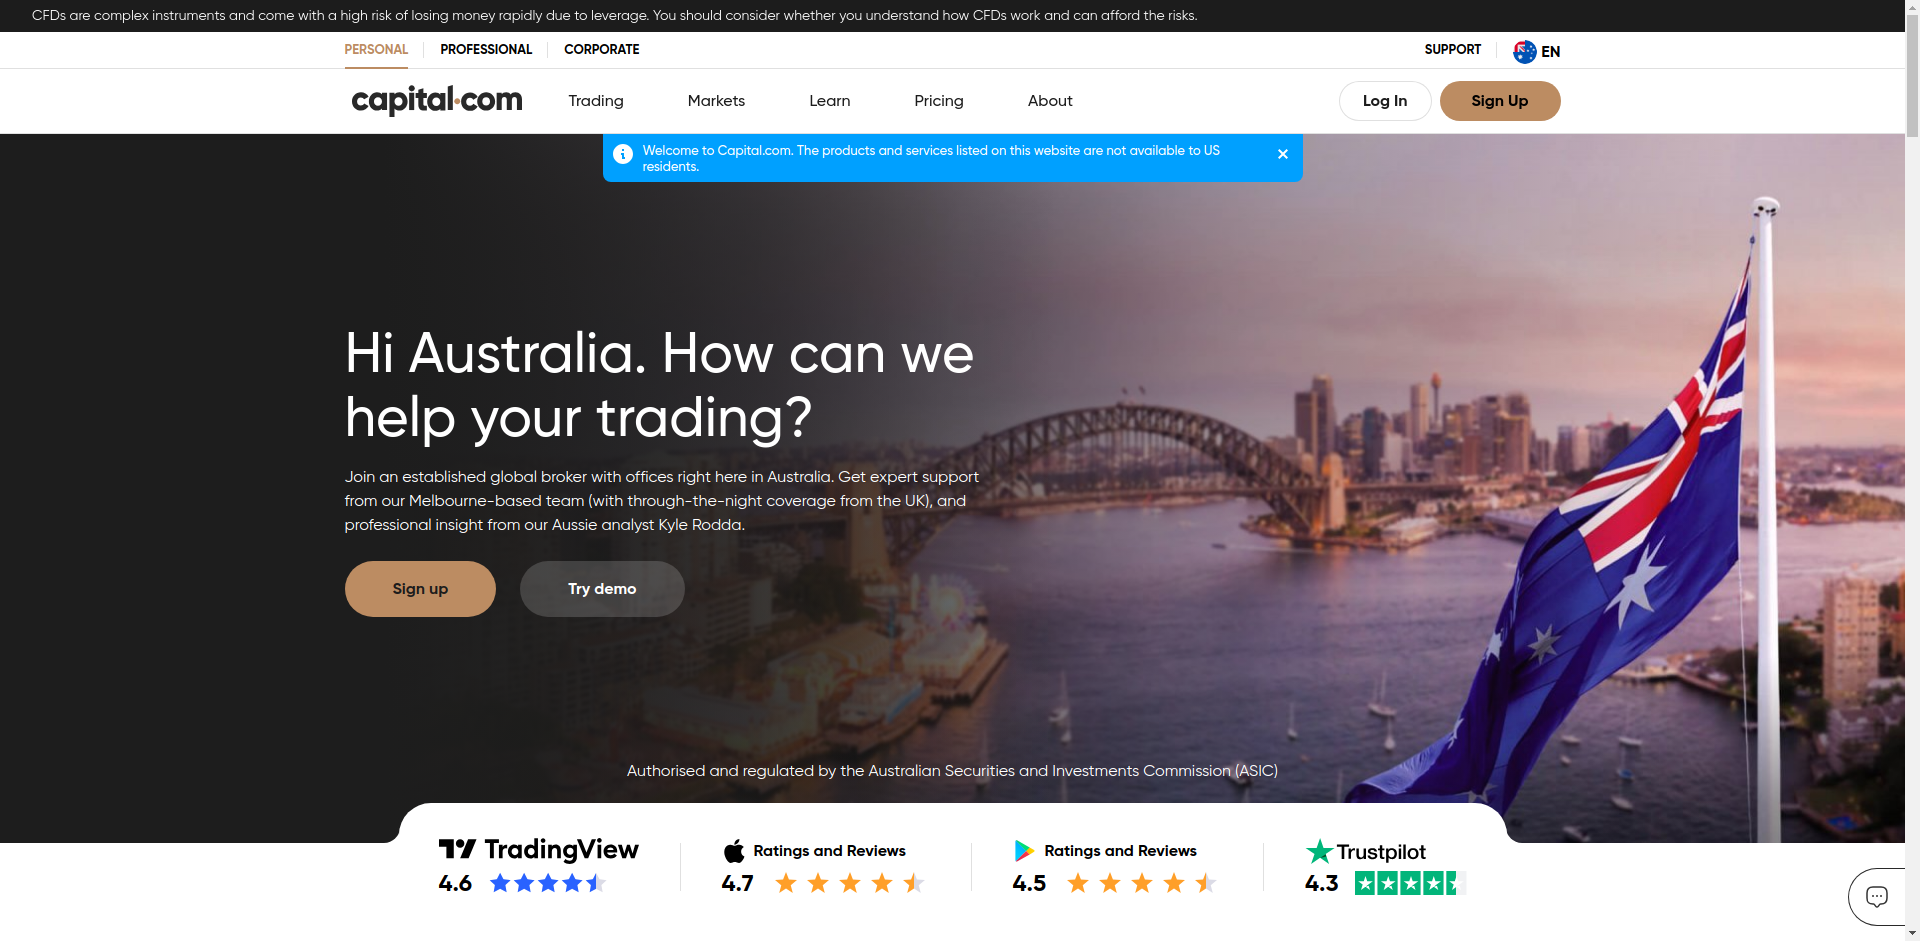 CFDs are complex instruments and come with a high risk of losing money rapidly due to leverage. You should consider whether you understand how CFDs work and can afford the risks.
PERSONAL
PROFESSIONAL
CORPORATE
SUPPORT
EN
capital.com
Trading
Markets
Learn
Pricing
About
Log In
Sign Up
Welcome to Capital.com. The products and services listed on this website are not available to US
residents.
Hi Australia. How can we
help your trading?
Join an established global broker with offices right here in Australia. Get expert support
from our Melbourne-based team (with through-the-night coverage from the UK), and
professional insight from our Aussie analyst Kyle Rodda.
Sign up
Try demo
Authorised and regulated by the Australian Securities and Investments Commission (ASIC)
TradingView
4.6
Ratings and Reviews
4.7
Ratings and Reviews
4.5
Trustpilot
4.3